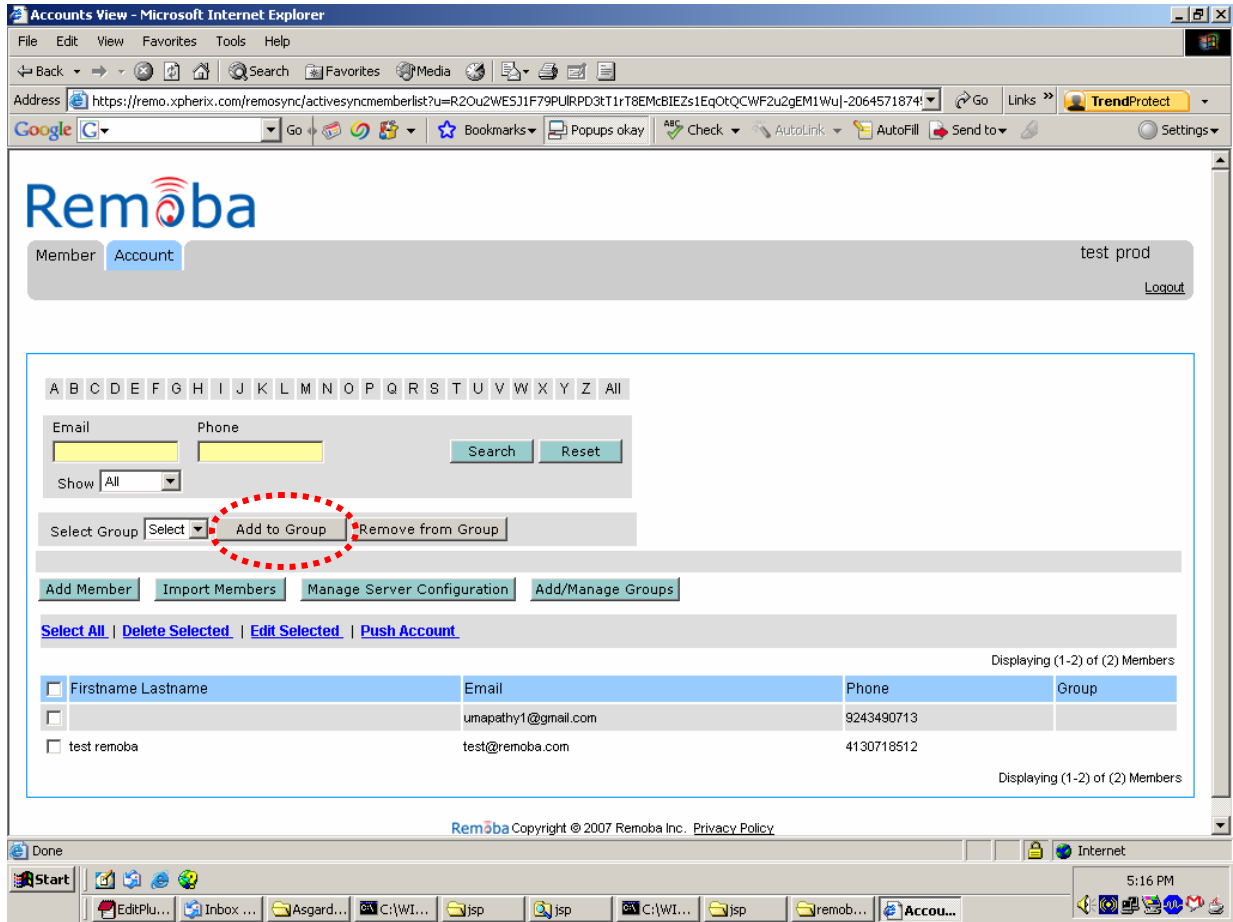 Accounts View - Microsoft Internet Explorer
File Edit View Favorites Tools Help
Back Search Favorites Media
Address https://remo.xpherix.com/remosync/activesyncmemberlist?u= Go Links » TrendProtect
Google G Go Bookmarks Popups okay ABC Check AutoLink AutoFill Send to Settings
Remoba
Member Account test prod
Logout
A B C D E F G H I J K L M N O P Q R S T U V W X Y Z All
Email Phone
Search Reset
Show All
Select Group Select Add to Group Remove from Group
Add Member Import Members Manage Server Configuration Add/Manage Groups
Select All | Delete Selected | Edit Selected | Push Account
Displaying (1-2) of (2) Members
Firstname Lastname Email Phone Group
umapathy1@gmail.com 9243490713
test remoba test@remoba.com 4130718512
Displaying (1-2) of (2) Members
Remoba Copyright © 2007 Remoba Inc. Privacy Policy
Done Internet
Start 5:16 PM
EditPlu... Inbox ... Asgard... C:\WI... jsp jsp C:\WI... jsp remob... Accou...